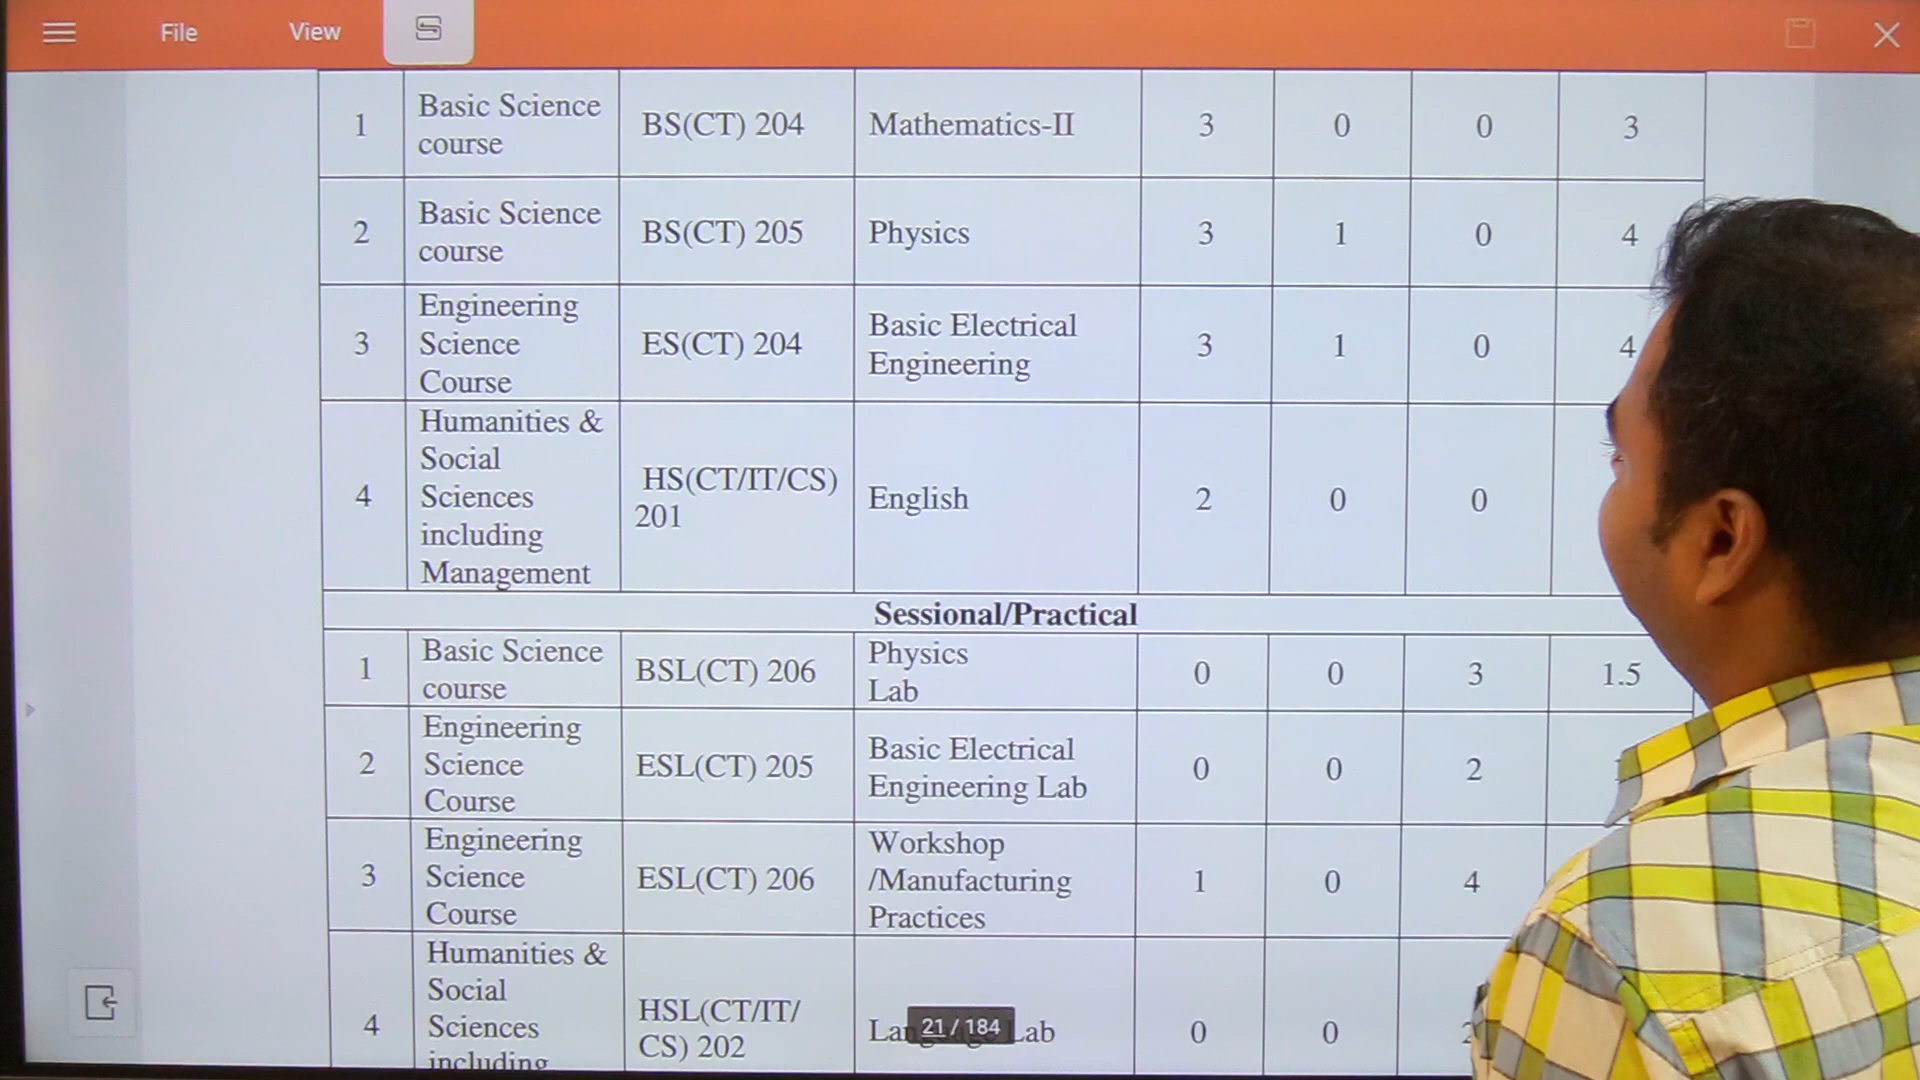 File View
1 Basic Science course BS(CT) 204 Mathematics-II 3 0 0 3
2 Basic Science course BS(CT) 205 Physics 3 1 0 4
3 Engineering Science Course ES(CT) 204 Basic Electrical Engineering 3 1 0 4
4 Humanities & Social Sciences including Management HS(CT/IT/CS) 201 English 2 0 0
Sessional/Practical
1 Basic Science course BSL(CT) 206 Physics Lab 0 0 3 1.5
2 Engineering Science Course ESL(CT) 205 Basic Electrical Engineering Lab 0 0 2
3 Engineering Science Course ESL(CT) 206 Workshop /Manufacturing Practices 1 0 4
4 Humanities & Social Sciences including HSL(CT/IT/CS) 202 Lab 0 0 2
21 / 184